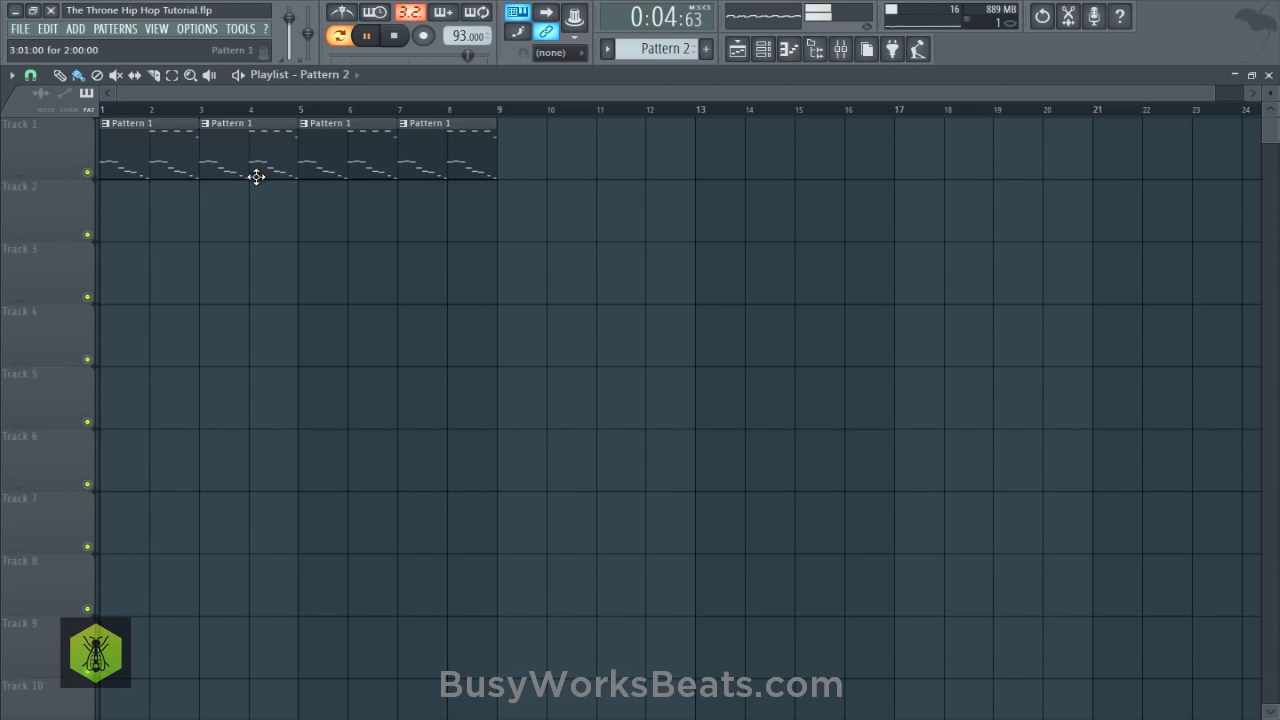 The Throne Hip Hop Tutorial.flp
FILE EDIT ADD PATTERNS VIEW OPTIONS TOOLS ?
3:01:00 for 2:00:00 Pattern 1
3.2
93.000
(none)
0:04:63
M:S:CS
Pattern 2
16
889 MB
1
?
Playlist - Pattern 2
NOTE CHAN PAT
1 2 3 4 5 6 7 8 9 10 11 12 13 14 15 16 17 18 19 20 21 22 23 24
Track 1 Pattern 1 Pattern 1 Pattern 1 Pattern 1
Track 2
Track 3
Track 4
Track 5
Track 6
Track 7
Track 8
Track 9
Track 10
BusyWorksBeats.com